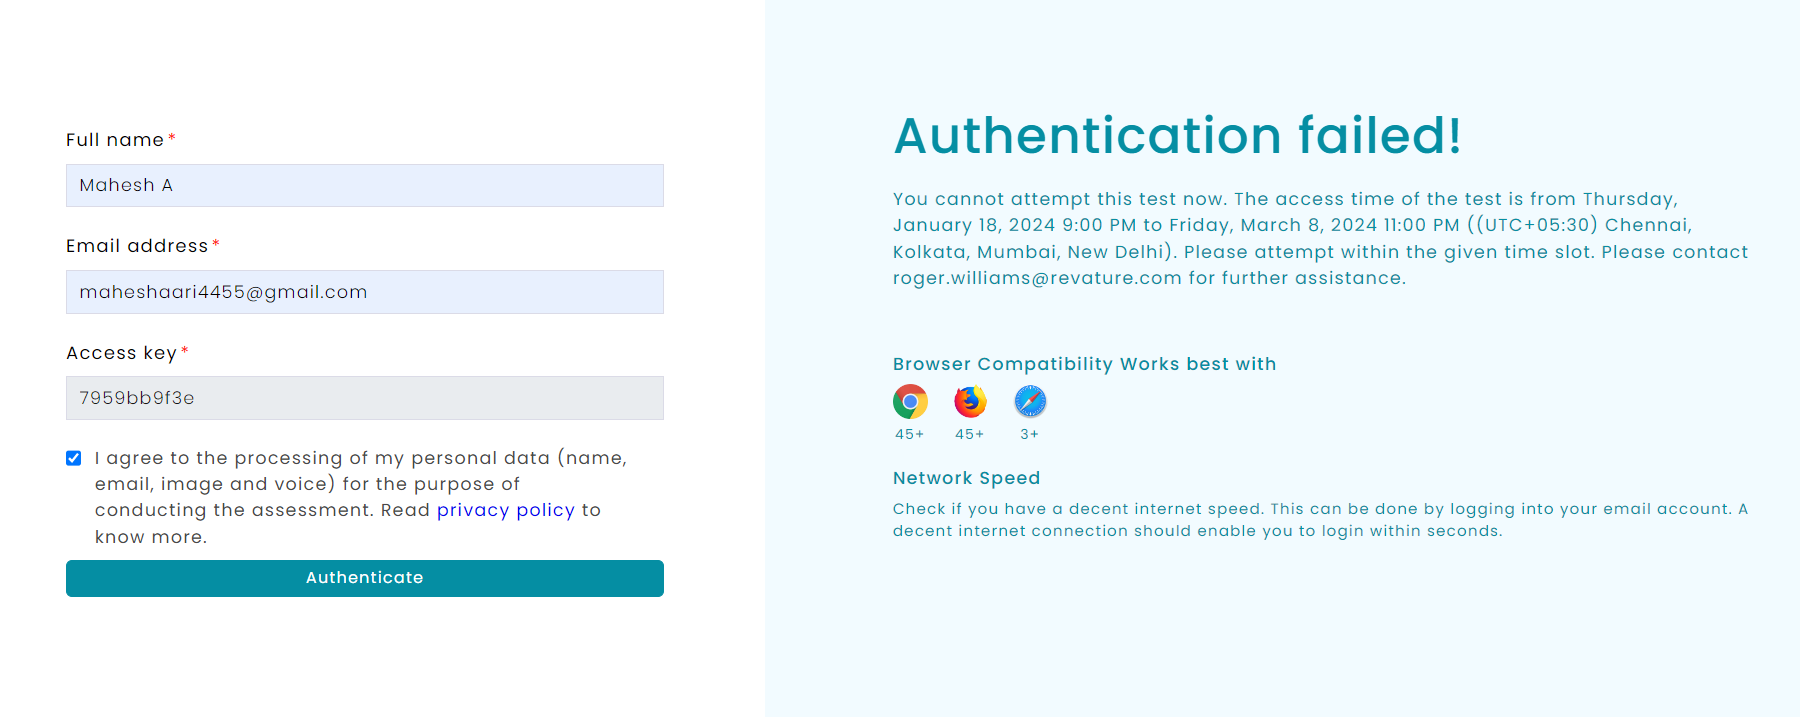 Full name *
Mahesh A
Email address *
maheshaari4455@gmail.com
Access key *
7959bb9f3e
I agree to the processing of my personal data (name,
email, image and voice) for the purpose of
conducting the assessment. Read privacy policy to
know more.
Authenticate
Authentication failed!
You cannot attempt this test now. The access time of the test is from Thursday,
January 18, 2024 9:00 PM to Friday, March 8, 2024 11:00 PM ((UTC+05:30) Chennai,
Kolkata, Mumbai, New Delhi). Please attempt within the given time slot. Please contact
roger.williams@revature.com for further assistance.
Browser Compatibility Works best with
45+ 45+ 3+
Network Speed
Check if you have a decent internet speed. This can be done by logging into your email account. A
decent internet connection should enable you to login within seconds.